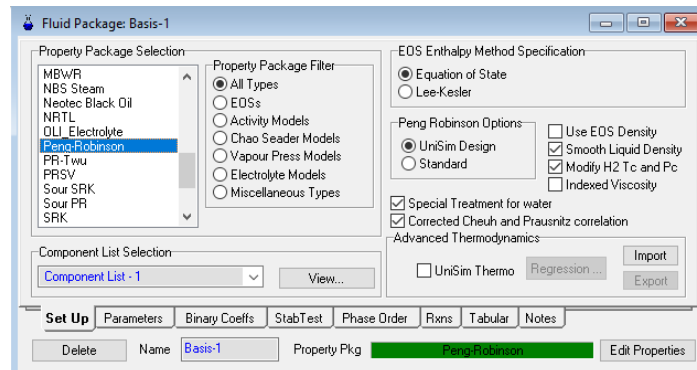 Fluid Package: Basis-1
Property Package Selection
MBWR
NBS Steam
Neotec Black Oil
NRTL
OLI_Electrolyte
Peng-Robinson
PR-Twu
PRSV
Sour SRK
Sour PR
SRK
Property Package Filter
All Types
EOSs
Activity Models
Chao Seader Models
Vapour Press Models
Electrolyte Models
Miscellaneous Types
Component List Selection
Component List - 1
View...
EOS Enthalpy Method Specification
Equation of State
Lee-Kesler
Peng Robinson Options
UniSim Design
Standard
Use EOS Density
Smooth Liquid Density
Modify H2 Tc and Pc
Indexed Viscosity
Special Treatment for water
Corrected Cheuh and Prausnitz correlation
Advanced Thermodynamics
UniSim Thermo
Regression ...
Import
Export
Set Up Parameters Binary Coeffs StabTest Phase Order Rxns Tabular Notes
Delete Name Basis-1 Property Pkg Peng-Robinson Edit Properties